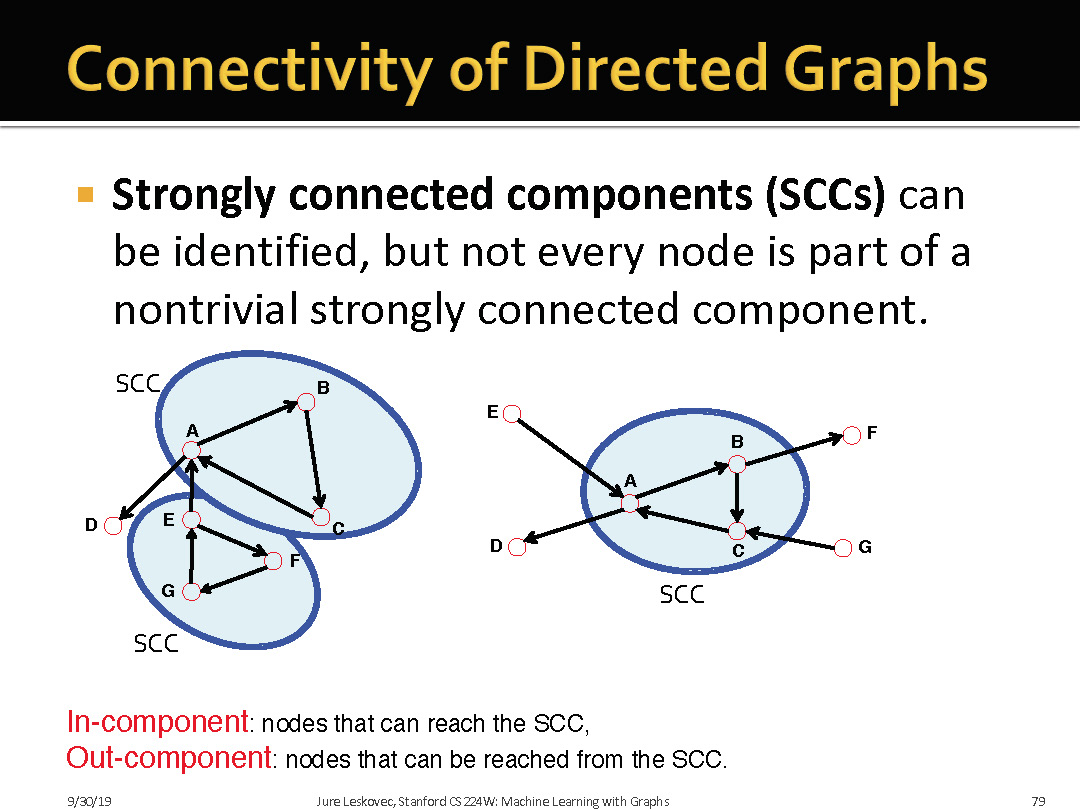 Connectivity of Directed Graphs
Strongly connected components (SCCs) can
be identified, but not every node is part of a
nontrivial strongly connected component.
SCC
B
A
D
E
C
F
G
SCC
E
F
B
A
D
C
G
SCC
In-component: nodes that can reach the SCC,
Out-component: nodes that can be reached from the SCC.
9/30/19
Jure Leskovec, Stanford CS224W: Machine Learning with Graphs
79